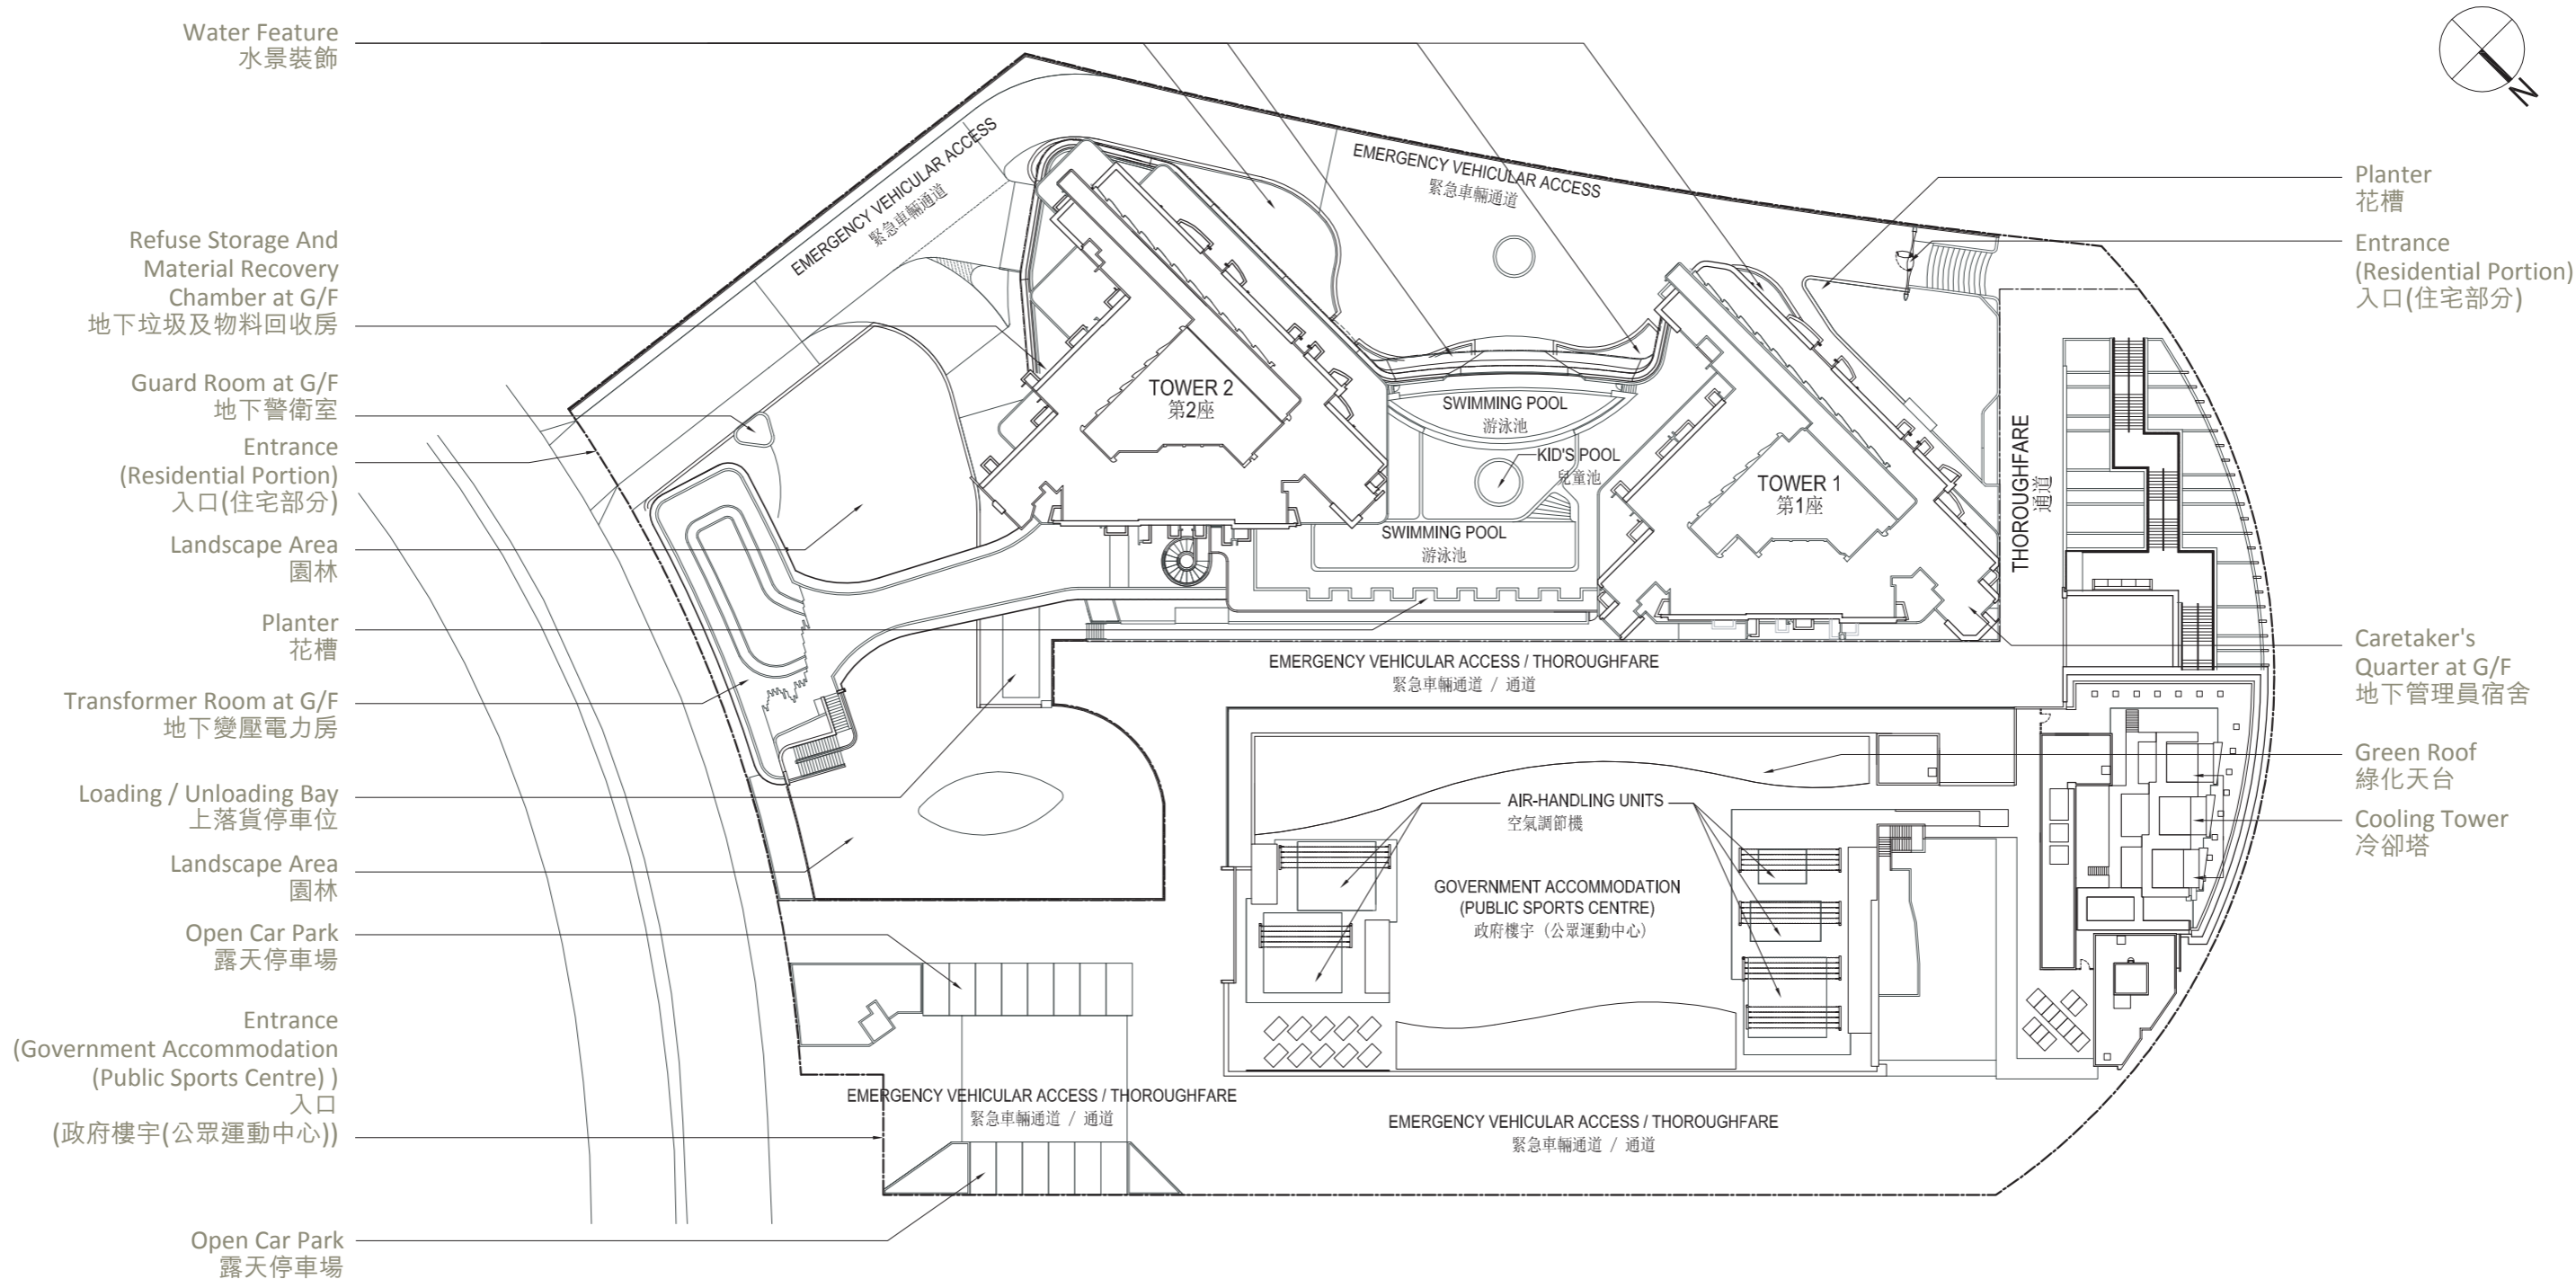 Water Feature
水景裝飾
Refuse Storage And
Material Recovery
Chamber at G/F
地下垃圾及物料回收房
Guard Room at G/F
地下警衛室
Entrance
(Residential Portion)
入口(住宅部分)
Landscape Area
園林
Planter
花槽
Transformer Room at G/F
地下變壓電力房
Loading / Unloading Bay
上落貨停車位
Landscape Area
園林
Open Car Park
露天停車場
Entrance
(Government Accommodation
(Public Sports Centre) )
入口
(政府樓宇(公眾運動中心))
Open Car Park
露天停車場
EMERGENCY VEHICULAR ACCESS
緊急車輛通道
EMERGENCY VEHICULAR ACCESS
緊急車輛通道
TOWER 2
第2座
SWIMMING POOL
游泳池
KID'S POOL
兒童池
SWIMMING POOL
游泳池
TOWER 1
第1座
THOROUGHFARE
通道
EMERGENCY VEHICULAR ACCESS / THOROUGHFARE
緊急車輛通道 / 通道
AIR-HANDLING UNITS
空氣調節機
GOVERNMENT ACCOMMODATION
(PUBLIC SPORTS CENTRE)
政府樓宇 (公眾運動中心)
EMERGENCY VEHICULAR ACCESS / THOROUGHFARE
緊急車輛通道 / 通道
EMERGENCY VEHICULAR ACCESS / THOROUGHFARE
緊急車輛通道 / 通道
N
Planter
花槽
Entrance
(Residential Portion)
入口(住宅部分)
Caretaker's
Quarter at G/F
地下管理員宿舍
Green Roof
綠化天台
Cooling Tower
冷卻塔